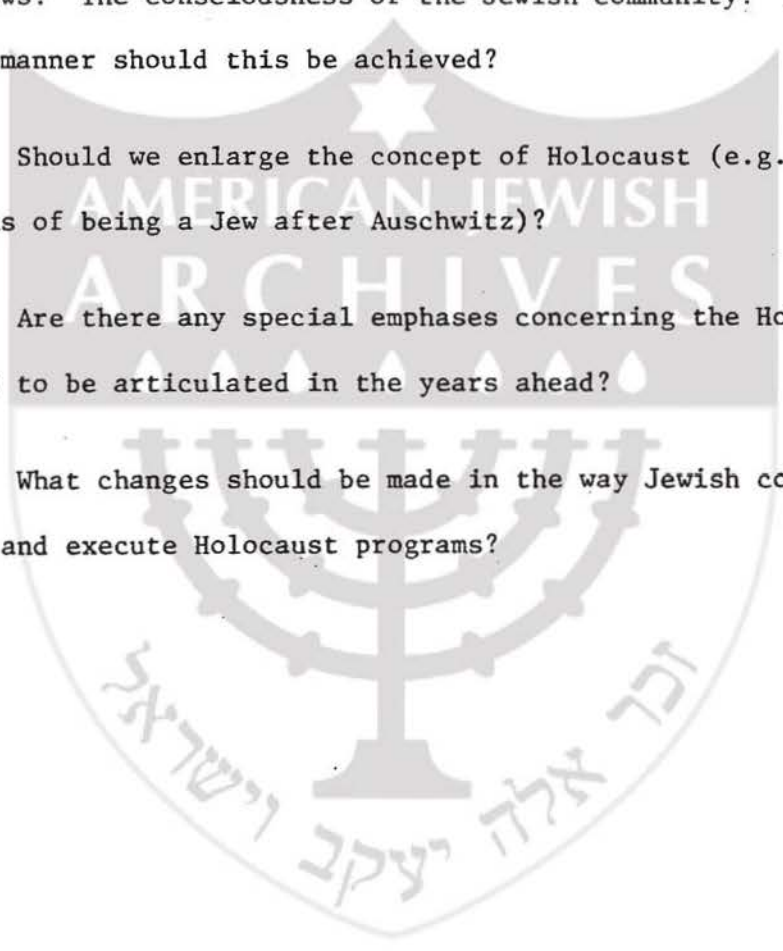 ws? The consciousness of the Jewish community?
manner should this be achieved?
Should we enlarge the concept of Holocaust (e.g.
AMERICAN JEWISH
s of being a Jew after Auschwitz)?
ARCHIVES
Are there any special emphases concerning the Ho
to be articulated in the years ahead?
What changes should be made in the way Jewish co
and execute Holocaust programs?
זכר אלה יעקב וישראל